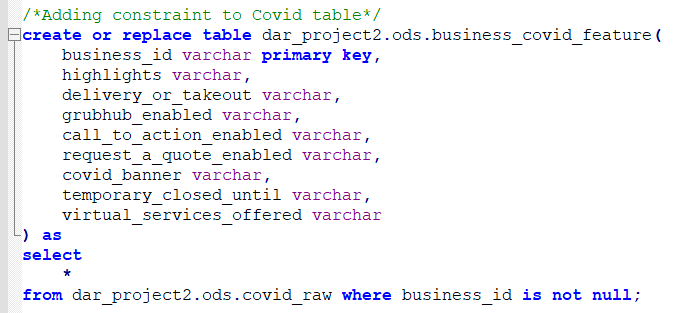 /*Adding constraint to Covid table*/
create or replace table dar_project2.ods.business_covid_feature(
    business_id varchar primary key,
    highlights varchar,
    delivery_or_takeout varchar,
    grubhub_enabled varchar,
    call_to_action_enabled varchar,
    request_a_quote_enabled varchar,
    covid_banner varchar,
    temporary_closed_until varchar,
    virtual_services_offered varchar
) as
select
    *
from dar_project2.ods.covid_raw where business_id is not null;